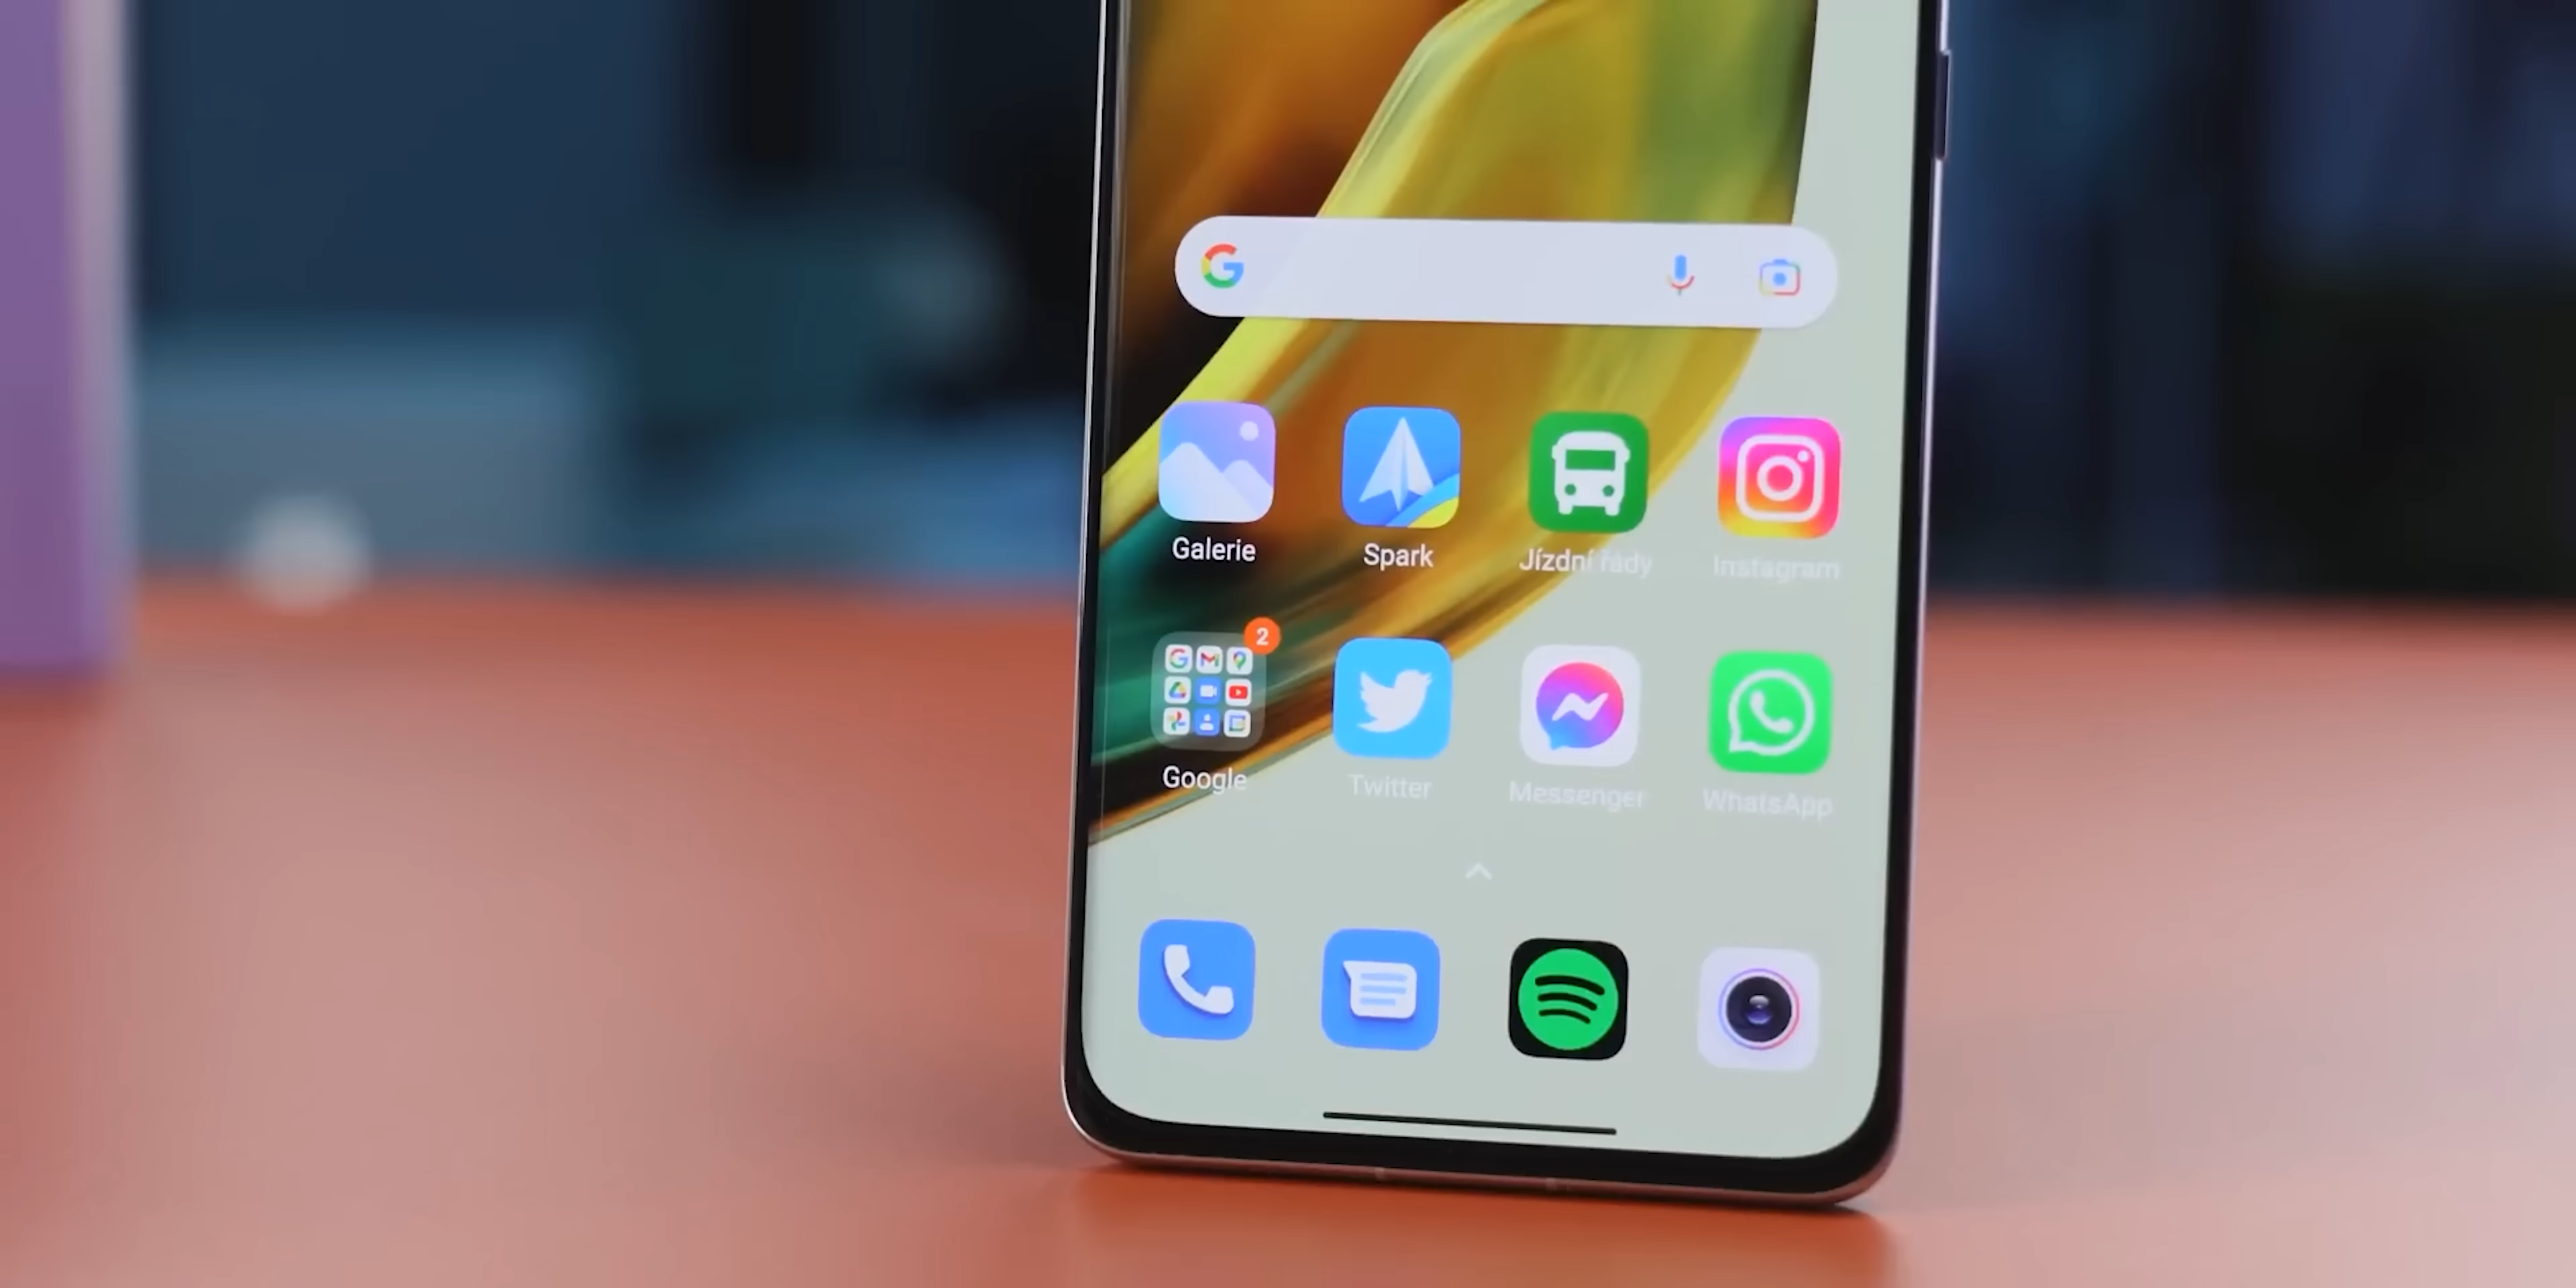 G
Galerie
Spark
Jízdní řády
Instagram
2
Google
Twitter
Messenger
WhatsApp